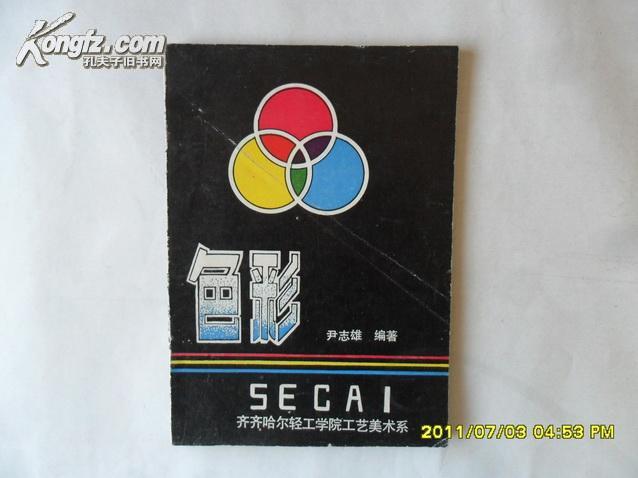 Kongfz.com
孔夫子旧书网
色彩
尹志雄 编著
SECAI
齐齐哈尔轻工学院工艺美术系
2011/07/03 04:53 PM